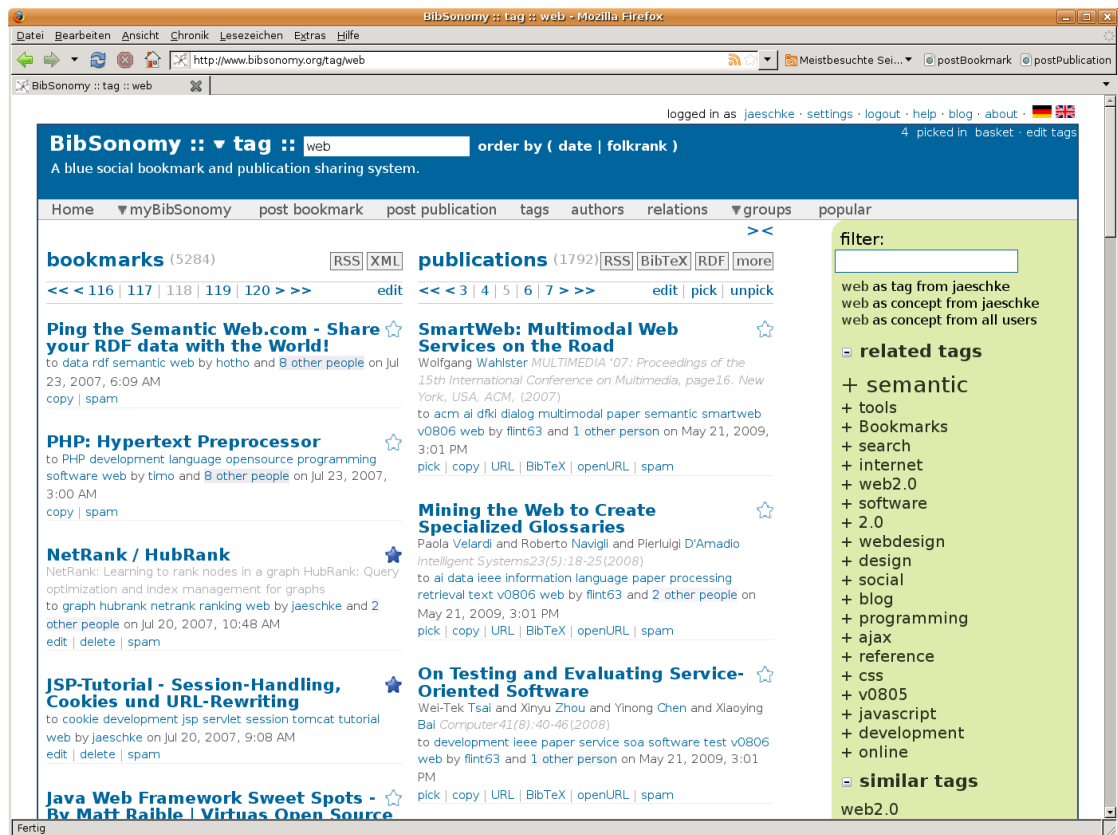 BibSonomy :: tag :: web - Mozilla Firefox
Datei Bearbeiten Ansicht Chronik Lesezeichen Extras Hilfe
http://www.bibsonomy.org/tag/web
Meistbesuchte Sei... postBookmark postPublication
BibSonomy :: tag :: web
logged in as jaeschke · settings · logout · help · blog · about ·
4 picked in basket · edit tags
BibSonomy :: ▾ tag :: web order by ( date | folkrank )
A blue social bookmark and publication sharing system.
Home ▼myBibSonomy post bookmark post publication tags authors relations ▼groups popular
> <
bookmarks (5284) RSS XML
<< < 116 | 117 | 118 | 119 | 120 > >> edit
Ping the Semantic Web.com - Share
your RDF data with the World!
to data rdf semantic web by hotho and 8 other people on Jul
23, 2007, 6:09 AM
copy | spam
PHP: Hypertext Preprocessor
to PHP development language opensource programming
software web by timo and 8 other people on Jul 23, 2007,
3:00 AM
copy | spam
NetRank / HubRank
NetRank: Learning to rank nodes in a graph HubRank: Query
optimization and index management for graphs
to graph hubrank netrank ranking web by jaeschke and 2
other people on Jul 20, 2007, 10:48 AM
edit | delete | spam
JSP-Tutorial - Session-Handling,
Cookies und URL-Rewriting
to cookie development jsp servlet session tomcat tutorial
web by jaeschke on Jul 20, 2007, 9:08 AM
edit | delete | spam
Java Web Framework Sweet Spots -
By Matt Raible | Virtuas Open Source
publications (1792) RSS BibTeX RDF more
<< < 3 | 4 | 5 | 6 | 7 > >> edit | pick | unpick
SmartWeb: Multimodal Web
Services on the Road
Wolfgang Wahlster MULTIMEDIA '07: Proceedings of the
15th International Conference on Multimedia, page16. New
York, USA, ACM, (2007)
to acm ai dfki dialog multimodal paper semantic smartweb
v0806 web by flint63 and 1 other person on May 21, 2009,
3:01 PM
pick | copy | URL | BibTeX | openURL | spam
Mining the Web to Create
Specialized Glossaries
Paola Velardi and Roberto Navigli and Pierluigi D'Amadio
Intelligent Systems23(5):18-25(2008)
to ai data ieee information language paper processing
retrieval text v0806 web by flint63 and 2 other people on
May 21, 2009, 3:01 PM
pick | copy | URL | BibTeX | openURL | spam
On Testing and Evaluating Service-
Oriented Software
Wei-Tek Tsai and Xinyu Zhou and Yinong Chen and Xiaoying
Bai Computer41(8):40-46(2008)
to development ieee paper service soa software test v0806
web by flint63 and 1 other person on May 21, 2009, 3:01
PM
pick | copy | URL | BibTeX | openURL | spam
filter:
web as tag from jaeschke
web as concept from jaeschke
web as concept from all users
related tags
+ semantic
+ tools
+ Bookmarks
+ search
+ internet
+ web2.0
+ software
+ 2.0
+ webdesign
+ design
+ social
+ blog
+ programming
+ ajax
+ reference
+ css
+ v0805
+ javascript
+ development
+ online
similar tags
web2.0
Fertig